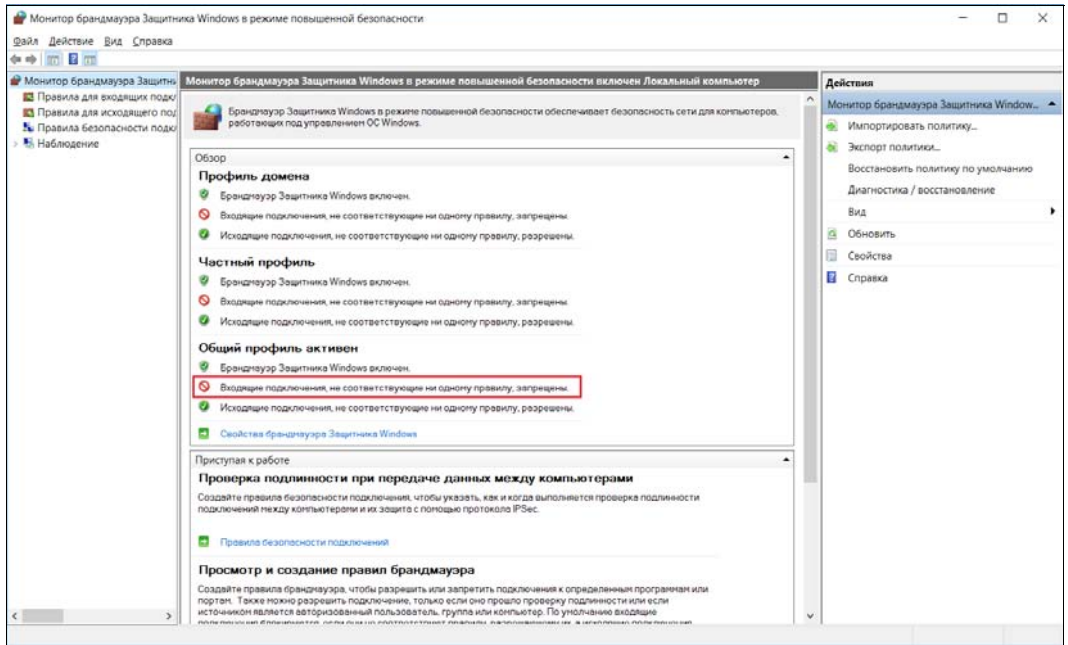 Монитор брандмауэра Защитника Windows в режиме повышенной безопасности
Файл Действие Вид Справка
Монитор брандмауэра Защитни
Правила для входящих подкл
Правила для исходящего под
Правила безопасности подкл
Наблюдение
Монитор брандмауэра Защитника Windows в режиме повышенной безопасности включен Локальный компьютер
Брандмауэр Защитника Windows в режиме повышенной безопасности обеспечивает безопасность сети для компьютеров,
работающих под управлением ОС Windows.
Обзор
Профиль домена
Брандмауэр Защитника Windows включен.
Входящие подключения, не соответствующие ни одному правилу, запрещены.
Исходящие подключения, не соответствующие ни одному правилу, разрешены.
Частный профиль
Брандмауэр Защитника Windows включен.
Входящие подключения, не соответствующие ни одному правилу, запрещены.
Исходящие подключения, не соответствующие ни одному правилу, разрешены.
Общий профиль активен
Брандмауэр Защитника Windows включен.
Входящие подключения, не соответствующие ни одному правилу, запрещены.
Исходящие подключения, не соответствующие ни одному правилу, разрешены.
Свойства брандмауэра Защитника Windows
Приступая к работе
Проверка подлинности при передаче данных между компьютерами
Создайте правила безопасности подключения, чтобы указать, как и когда выполняется проверка подлинности
подключений между компьютерами и их защита с помощью протокола IPSec.
Правила безопасности подключений
Просмотр и создание правил брандмауэра
Создайте правила брандмауэра, чтобы разрешить или запретить подключения к определенным программам или
портам. Также можно разрешить подключение, только если оно прошло проверку подлинности или если
источником является авторизованный пользователь, группа или компьютер. По умолчанию входящие
Действия
Монитор брандмауэра Защитника Window...
Импортировать политику...
Экспорт политики...
Восстановить политику по умолчанию
Диагностика / восстановление
Вид
Обновить
Свойства
Справка